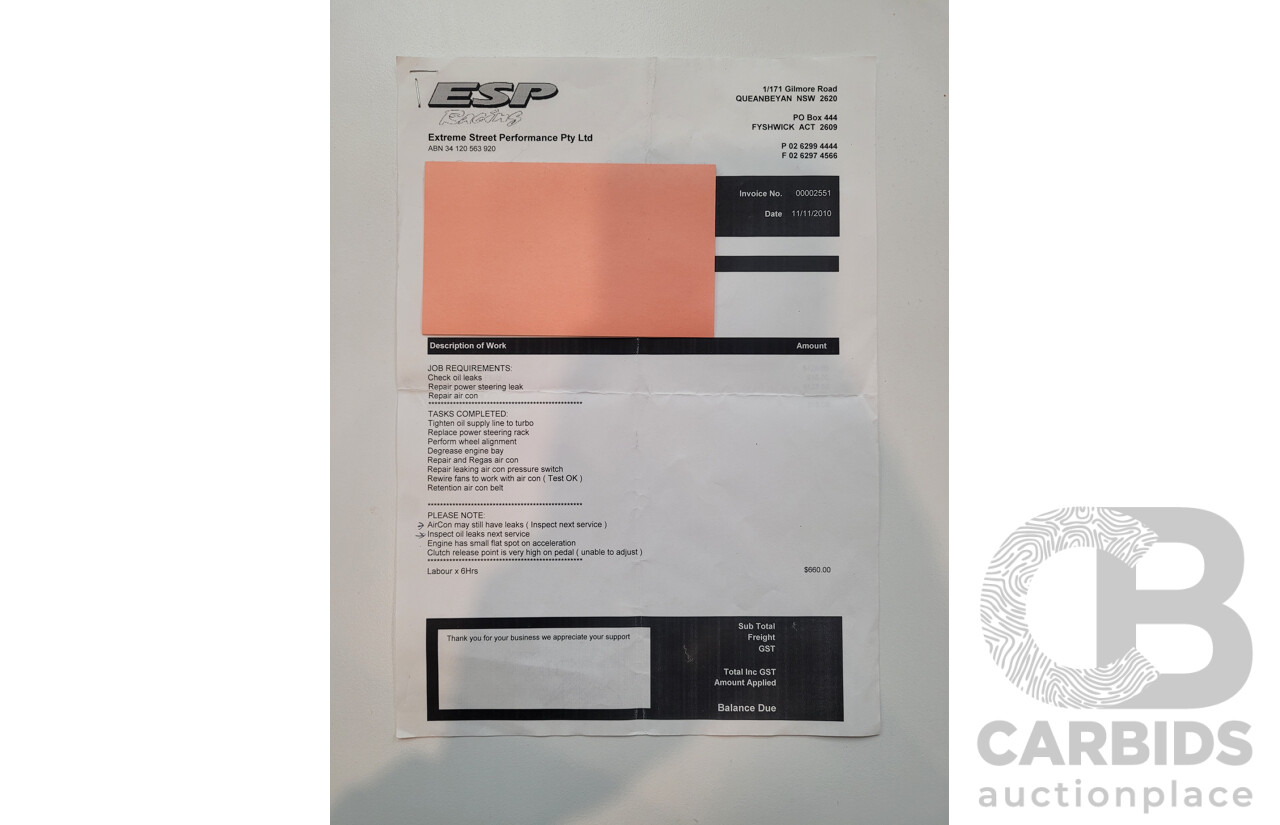 ESP
Racing
Extreme Street Performance Pty Ltd
ABN 34 120 563 920
1/171 Gilmore Road
QUEANBEYAN NSW 2620
PO Box 444
FYSHWICK ACT 2609
P 02 6299 4444
F 02 6297 4566
Invoice No. 00002551
Date 11/11/2010
Description of Work Amount
JOB REQUIREMENTS:
Check oil leaks
Repair power steering leak
Repair air con
**************************************************
TASKS COMPLETED:
Tighten oil supply line to turbo
Replace power steering rack
Perform wheel alignment
Degrease engine bay
Repair and Regas air con
Repair leaking air con pressure switch
Rewire fans to work with air con ( Test OK )
Retention air con belt
**************************************************
PLEASE NOTE:
AirCon may still have leaks ( Inspect next service )
Inspect oil leaks next service
Engine has small flat spot on acceleration
Clutch release point is very high on pedal ( unable to adjust )
**************************************************
Labour x 6Hrs $660.00
Thank you for your business we appreciate your support
Sub Total
Freight
GST
Total Inc GST
Amount Applied
Balance Due
CB
CARBIDS
auctionplace